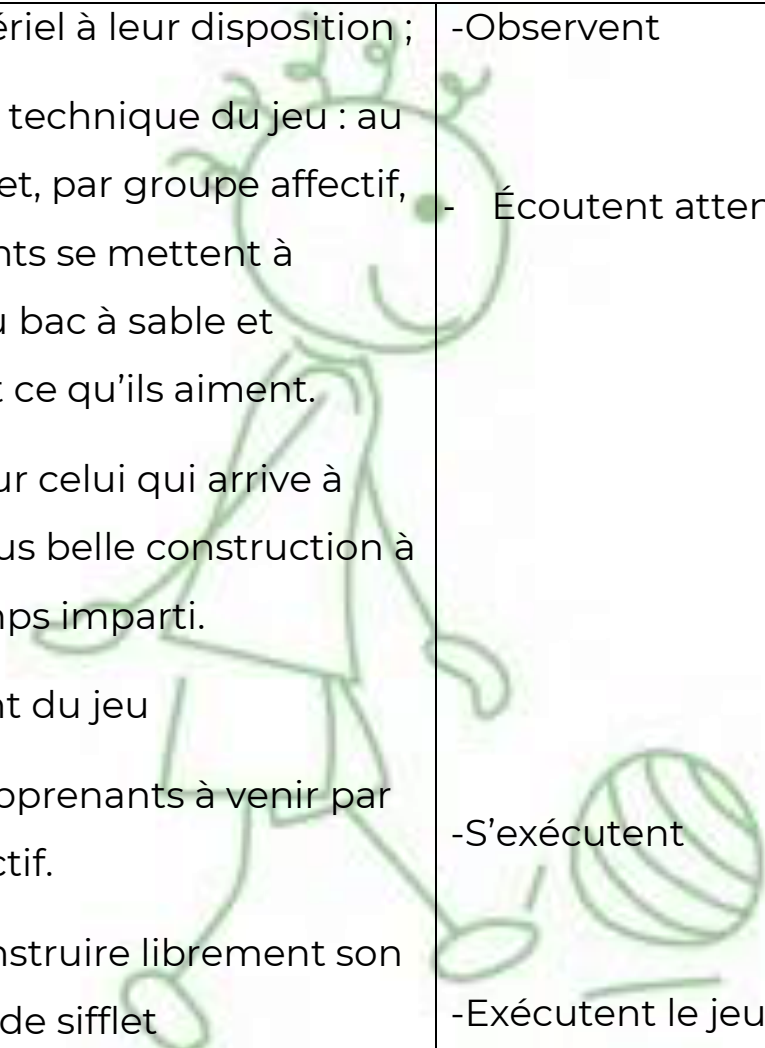 ériel à leur disposition ;
technique du jeu : au
et, par groupe affectif,
nts se mettent à
u bac à sable et
t ce qu'ils aiment.
ur celui qui arrive à
us belle construction à
nps imparti.
nt du jeu
pprenants à venir par
ctif.
nstruire librement son
de sifflet
-Observent
- Écoutent atten
-S'exécutent
-Exécutent le jeu